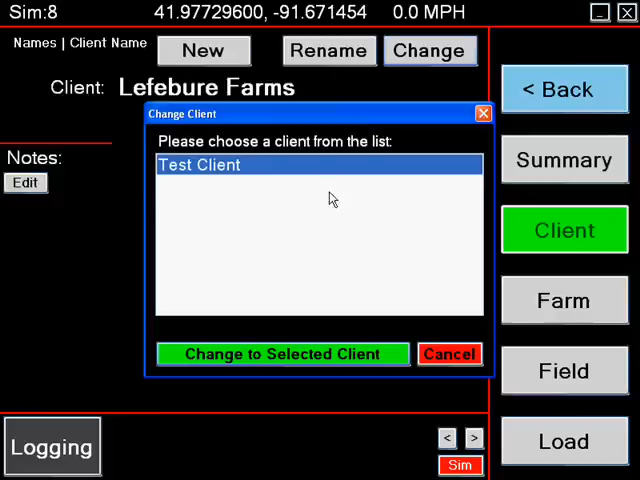 Sim:8 41.97729600, -91.671454 0.0 MPH
Names | Client Name New Rename Change
Client: Lefebure Farms
< Back
Change Client
Please choose a client from the list:
Test Client
Notes:
Edit
Summary
Client
Farm
Change to Selected Client Cancel
Field
Logging
< >
Sim
Load